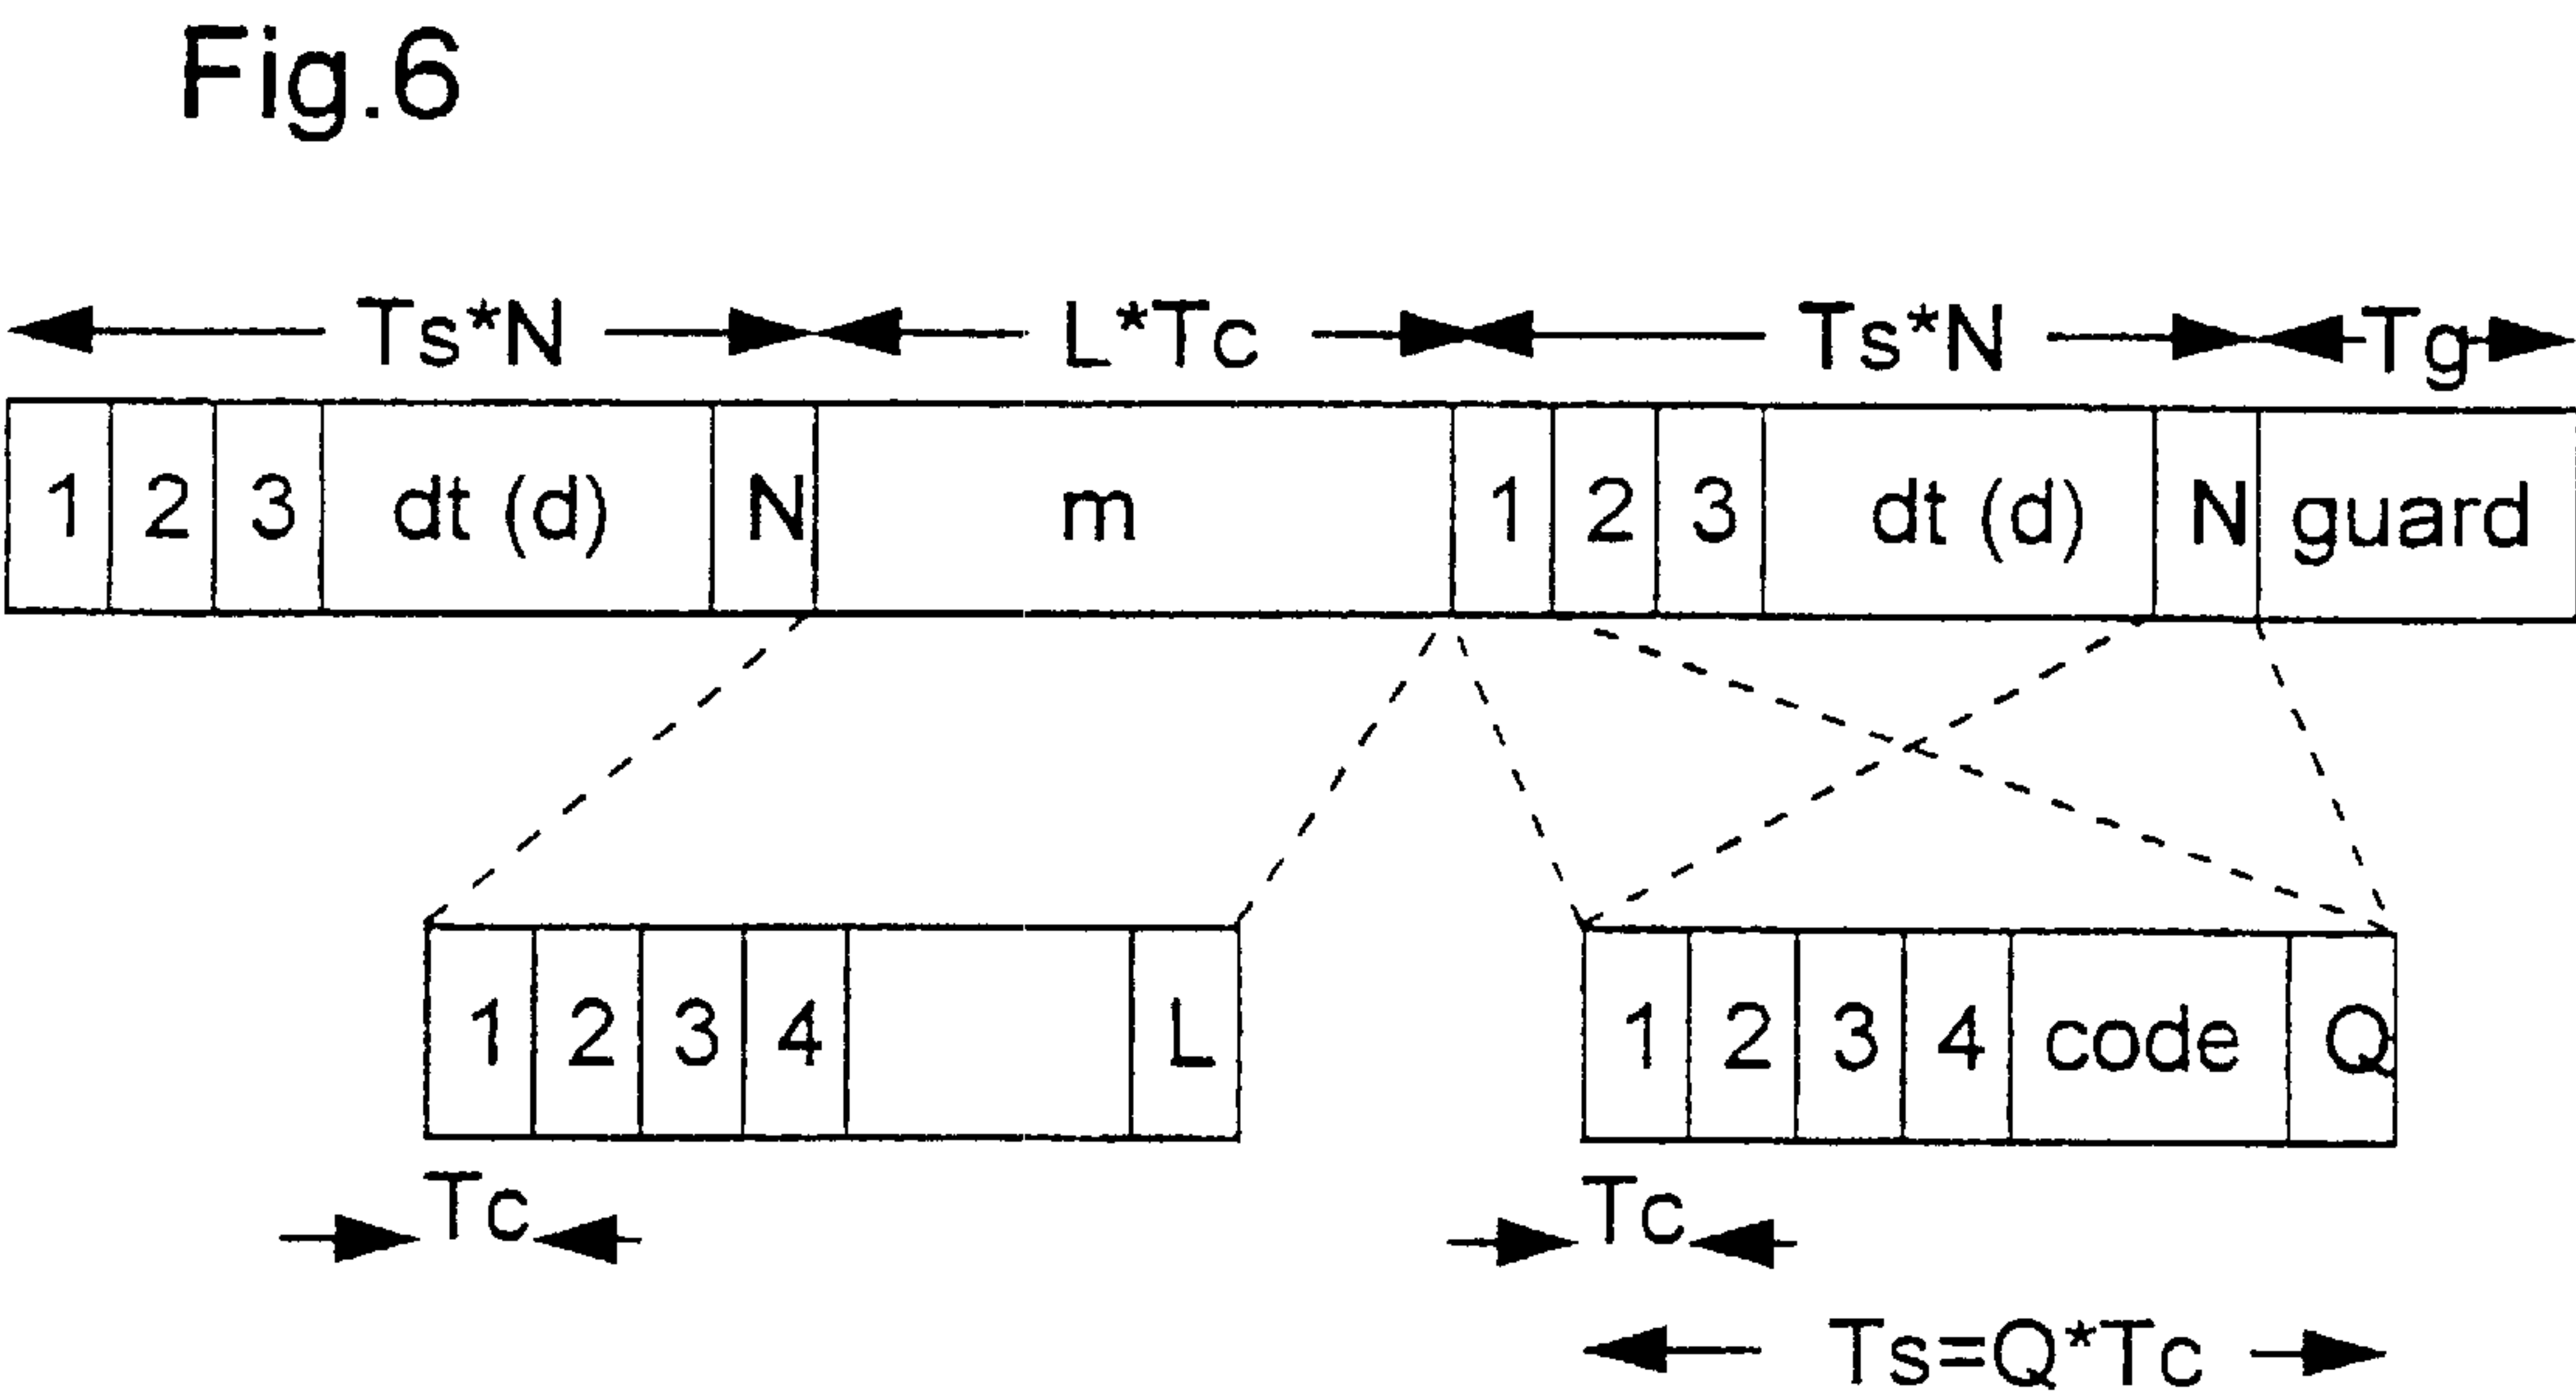 Fig.6
Ts*N L*Tc Ts*N Tg
1 2 3 dt (d) N m 1 2 3 dt (d) N guard
1 2 3 4 L 1 2 3 4 code Q
Tc Tc
Ts=Q*Tc